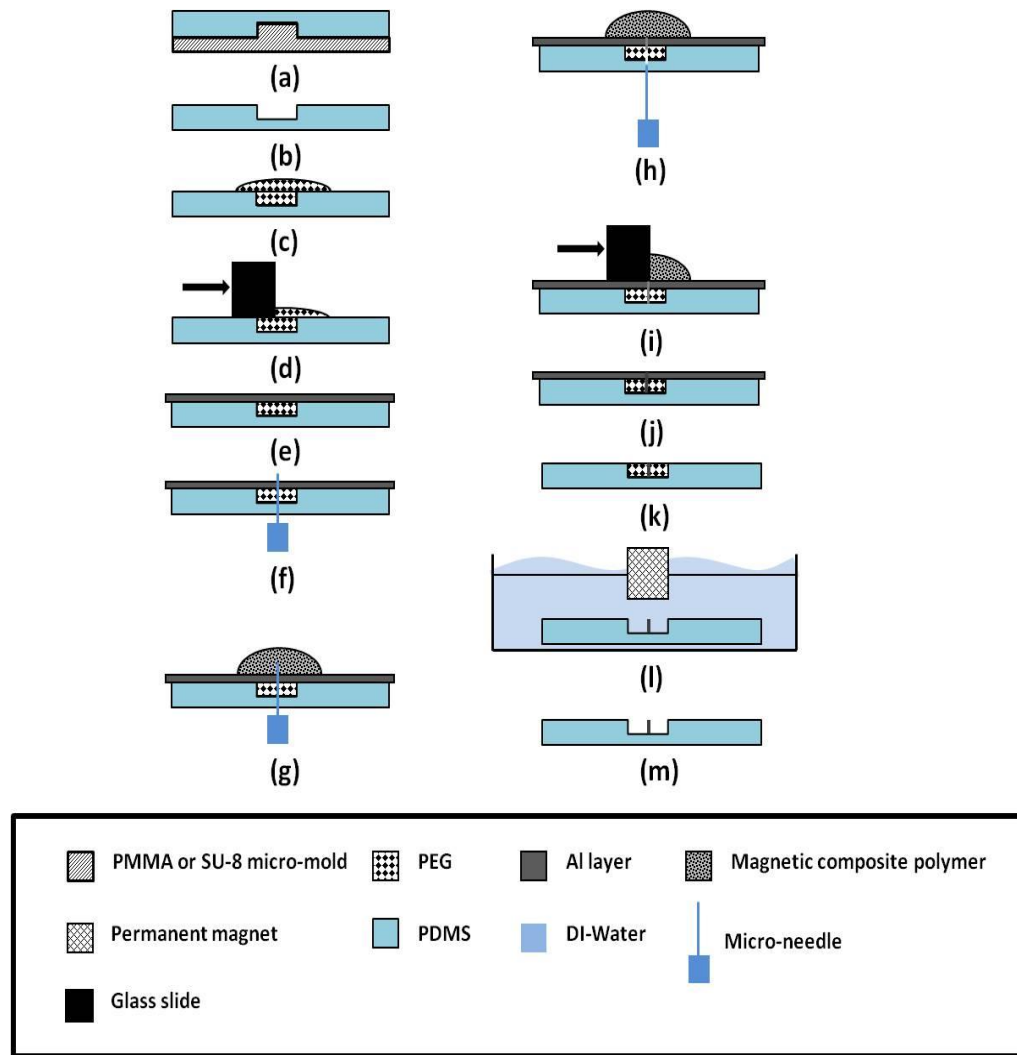 (a)
(b)
(c)
(d)
(e)
(f)
(g)
(h)
(i)
(j)
(k)
(l)
(m)
PMMA or SU-8 micro-mold
PEG
Al layer
Magnetic composite polymer
Permanent magnet
PDMS
DI-Water
Micro-needle
Glass slide